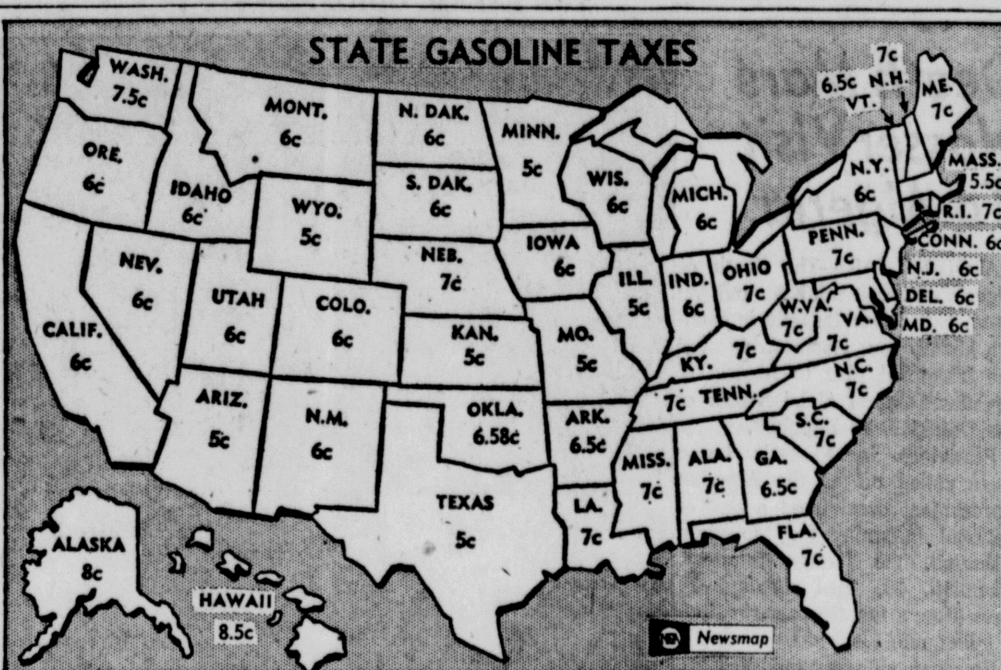 STATE GASOLINE TAXES
WASH.
7.5c
MONT.
6c
N. DAK.
6c
MINN.
5c
ORE.
6c
IDAHO
6c
WYO.
5c
S. DAK.
6c
WIS.
6c
MICH.
6c
7c
6.5c N.H.
VT.
ME.
7c
N.Y.
6c
MASS.
5.5c
R.I. 7c
CONN. 6c
N.J. 6c
DEL. 6c
MD. 6c
PENN.
7c
NEV.
6c
UTAH
6c
COLO.
6c
NEB.
7c
IOWA
6c
ILL.
5c
IND.
6c
OHIO
7c
W.VA.
7c
VA.
7c
CALIF.
6c
KAN.
5c
MO.
5c
KY. 7c
7c TENN.
N.C.
7c
S.C.
7c
ARIZ.
5c
N.M.
6c
OKLA.
6.58c
ARK.
6.5c
MISS.
7c
ALA.
7c
GA.
6.5c
TEXAS
5c
LA.
7c
FLA.
7c
ALASKA
8c
HAWAII
8.5c
NEA Newsmap